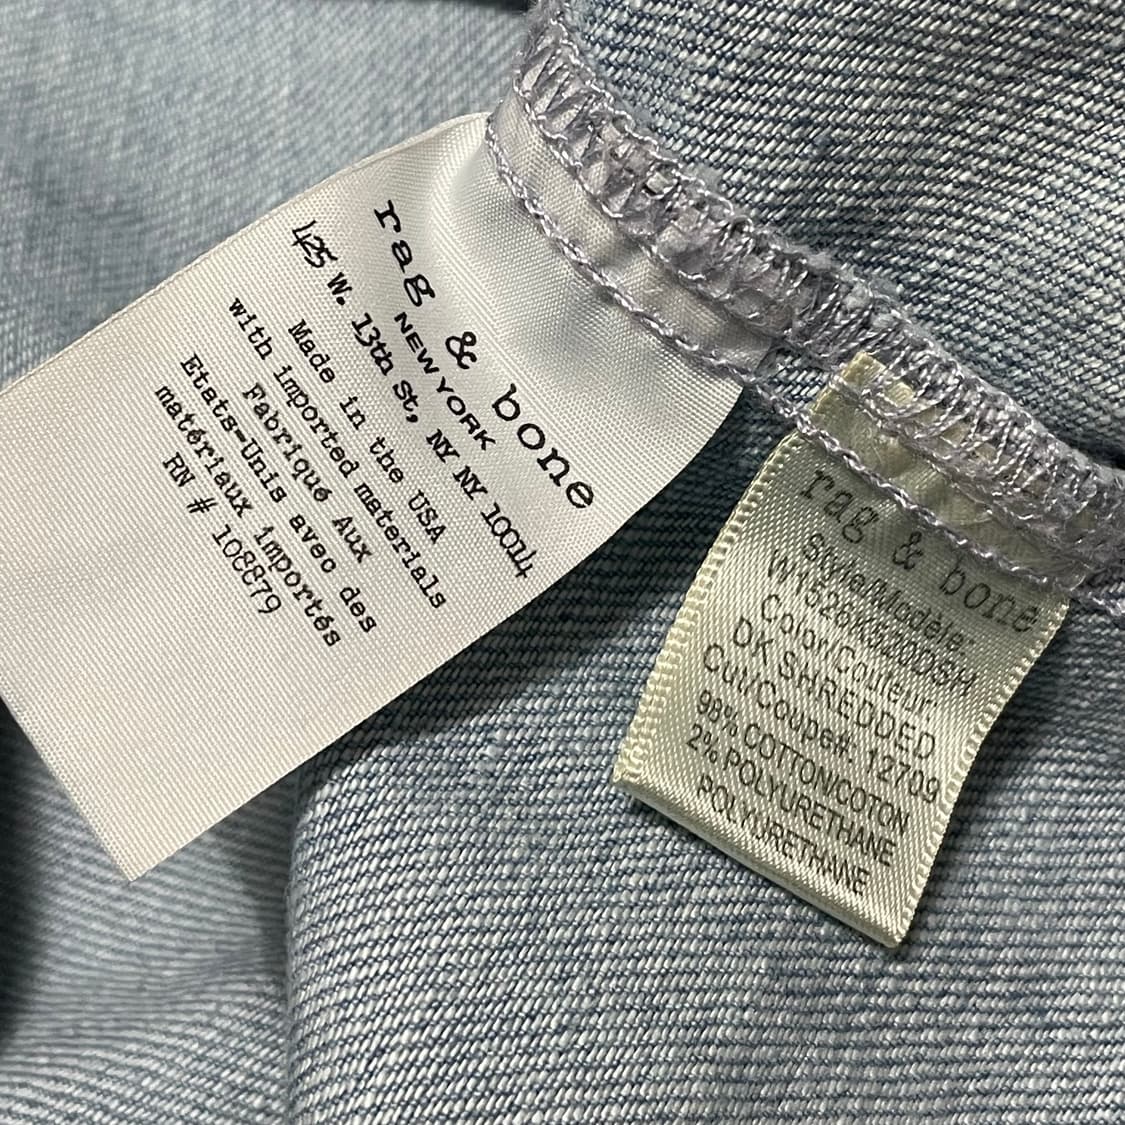 rag & bone
NEW YORK
425 W. 13th St, NY NY 10014
Made in the USA
with imported materials
Fabriqué Aux
Etats-Unis avec des
matériaux importés
RN # 108879
rag & bone
Style/Modèle:
W1526K520DSH
Color/Couleur:
DK SHREDDED
Cut/Coupe#: 12709
98% COTTON/COTON
2% POLYURETHANE
POLYURETHANE